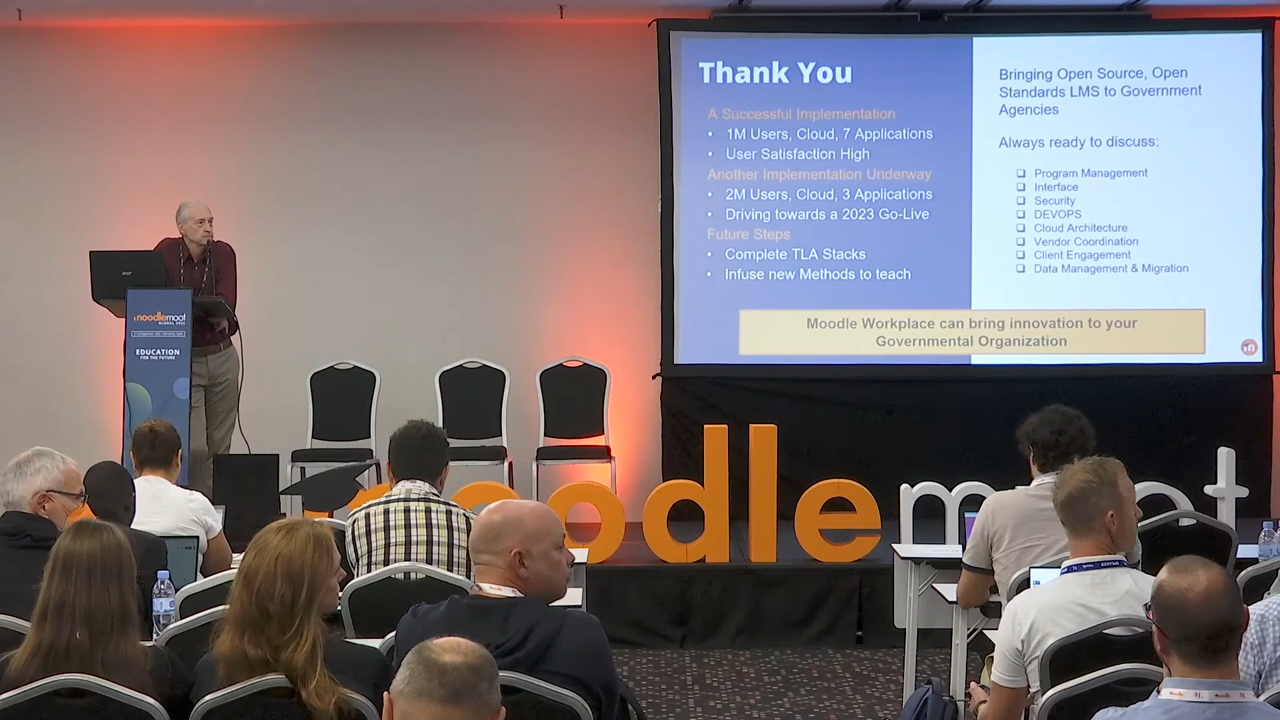 Thank You
A Successful Implementation
• 1M Users, Cloud, 7 Applications
• User Satisfaction High
Another Implementation Underway
• 2M Users, Cloud, 3 Applications
• Driving towards a 2023 Go-Live
Future Steps
• Complete TLA Stacks
• Infuse new Methods to teach
Bringing Open Source, Open
Standards LMS to Government
Agencies
Always ready to discuss:
❑ Program Management
❑ Interface
❑ Security
❑ DEVOPS
❑ Cloud Architecture
❑ Vendor Coordination
❑ Client Engagement
❑ Data Management & Migration
Moodle Workplace can bring innovation to your
Governmental Organization
acer
moodlemoot
GLOBAL 2022
EDUCATION
FOR THE FUTURE
oodle m t